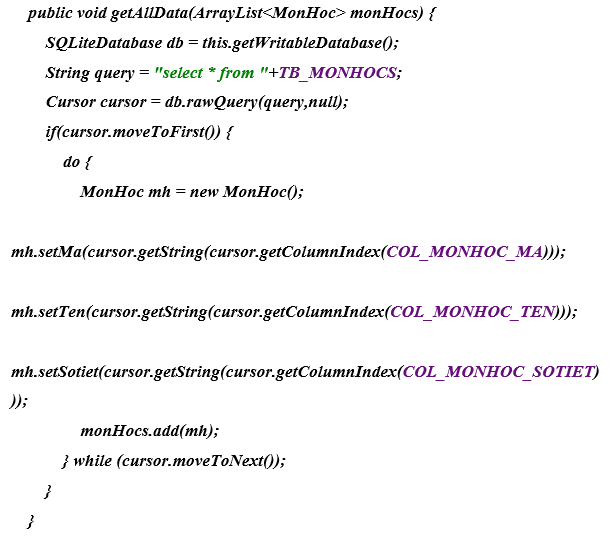 public void getAllData(ArrayList<MonHoc> monHocs) {
SQLiteDatabase db = this.getWritableDatabase();
String query = "select * from "+TB_MONHOCS;
Cursor cursor = db.rawQuery(query,null);
if(cursor.moveToFirst()) {
do {
MonHoc mh = new MonHoc();
mh.setMa(cursor.getString(cursor.getColumnIndex(COL_MONHOC_MA)));
mh.setTen(cursor.getString(cursor.getColumnIndex(COL_MONHOC_TEN)));
mh.setSotiet(cursor.getString(cursor.getColumnIndex(COL_MONHOC_SOTIET)
));
monHocs.add(mh);
} while (cursor.moveToNext());
}
}